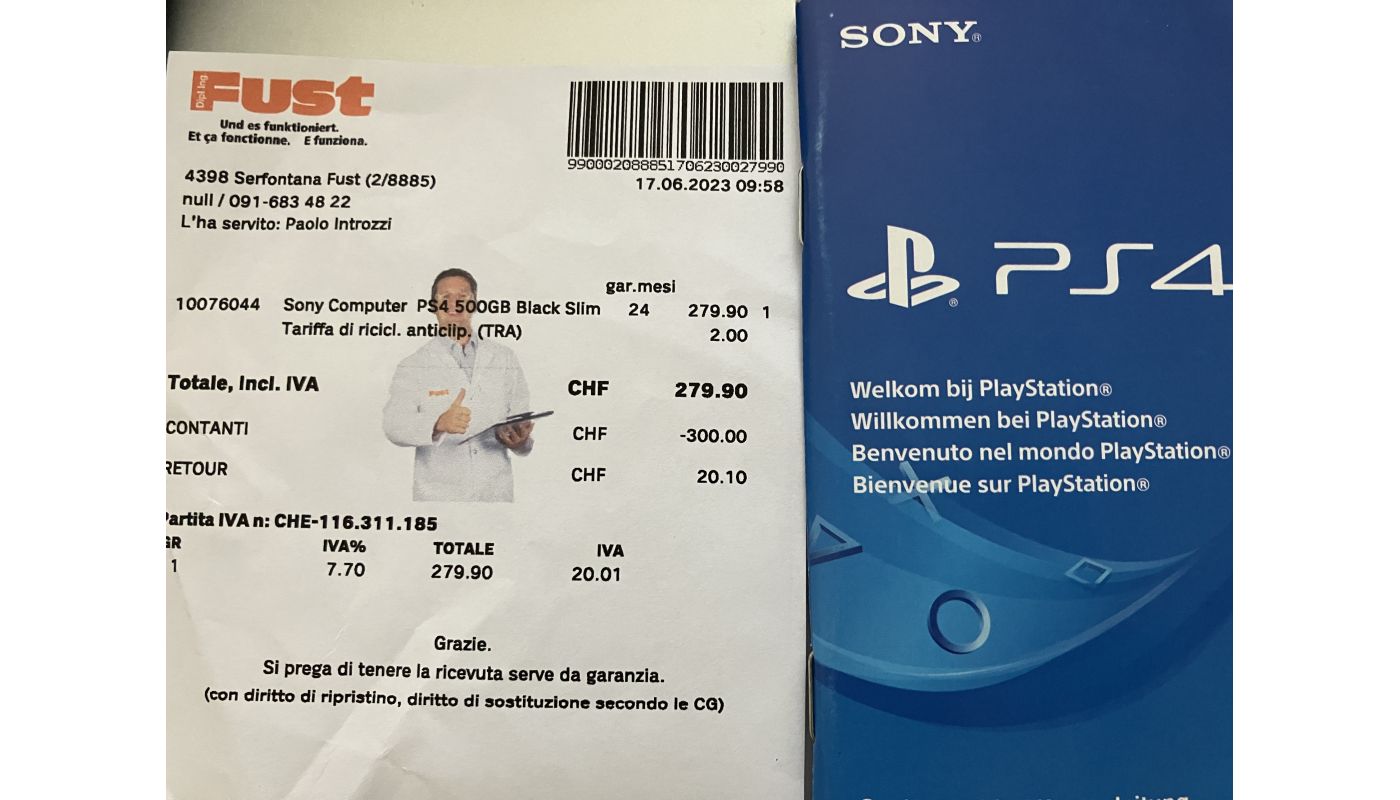 Dipl.Ing.
Fust
Und es funktioniert.
Et ça fonctionne. E funziona.
99000208885170623002​7990
17.06.2023 09:58
4398 Serfontana Fust (2/8885)
null / 091-683 48 22
L'ha servito: Paolo Introzzi
gar.mesi
10076044 Sony Computer PS4 500GB Black Slim 24 279.90 1
Tariffa di ricicl. anticiip. (TRA) 2.00
Totale, Incl. IVA CHF 279.90
CONTANTI CHF -300.00
RETOUR CHF 20.10
Partita IVA n: CHE-116.311.185
GR IVA% TOTALE IVA
1 7.70 279.90 20.01
Grazie.
Si prega di tenere la ricevuta serve da garanzia.
(con diritto di ripristino, diritto di sostituzione secondo le CG)
Fust
SONY®
® PS4
Welkom bij PlayStation®
Willkommen bei PlayStation®
Benvenuto nel mondo PlayStation®
Bienvenue sur PlayStation®